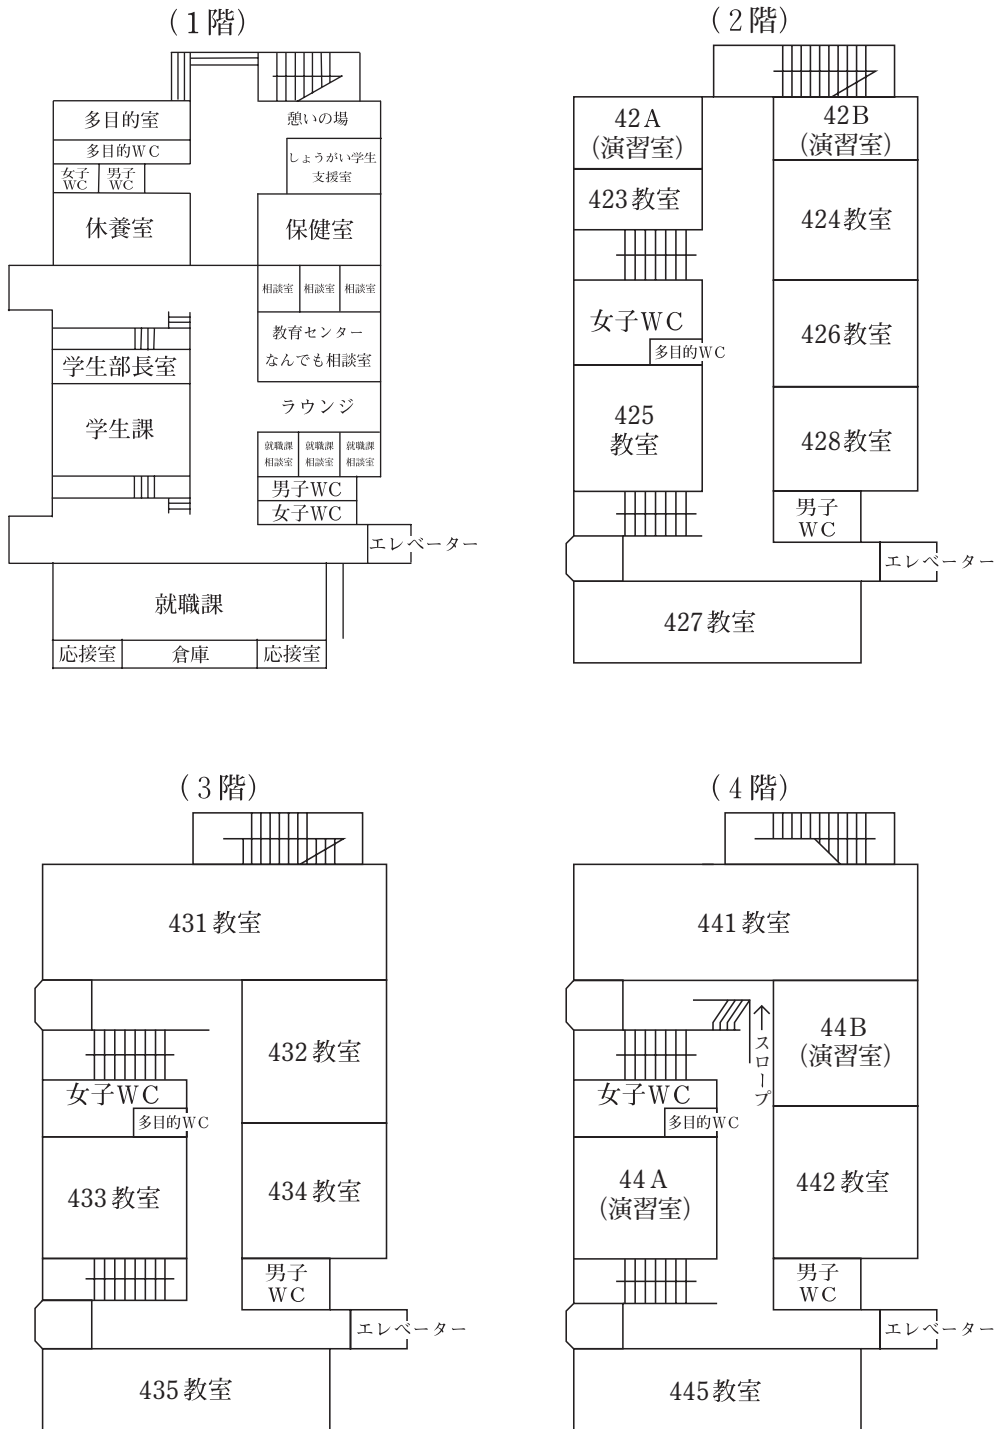 （１階）
多目的室
憩いの場
多目的ＷＣ
しょうがい学生
支援室
女子
WC
男子
WC
休養室
保健室
相談室
相談室
相談室
教育センター
なんでも相談室
学生部長室
学生課
ラウンジ
就職課
相談室
就職課
相談室
就職課
相談室
男子WC
女子WC
エレベーター
就職課
応接室
倉庫
応接室
（２階）
42Ａ
（演習室）
42Ｂ
（演習室）
423教室
424教室
女子ＷＣ
多目的ＷＣ
426教室
425
教室
428教室
男子
ＷＣ
エレベーター
427教室
（３階）
431教室
432教室
女子ＷＣ
多目的ＷＣ
433教室
434教室
男子
ＷＣ
エレベーター
435教室
（４階）
441教室
スロープ
44Ｂ
（演習室）
女子ＷＣ
多目的ＷＣ
44Ａ
（演習室）
442教室
男子
ＷＣ
エレベーター
445教室